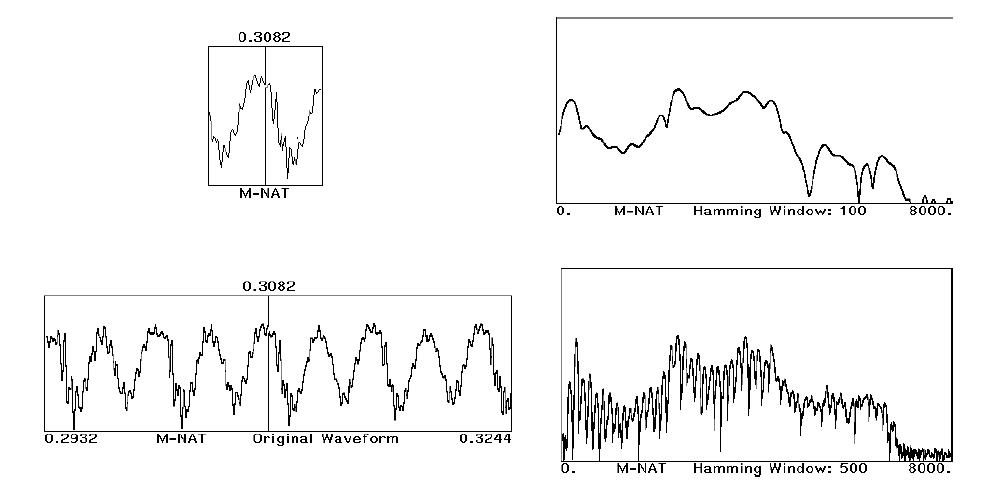 0.3082
M-NAT
0. M-NAT Hamming Window: 100 8000.
0.3082
0.2932 M-NAT Original Waveform 0.3244
0. M-NAT Hamming Window: 500 8000.